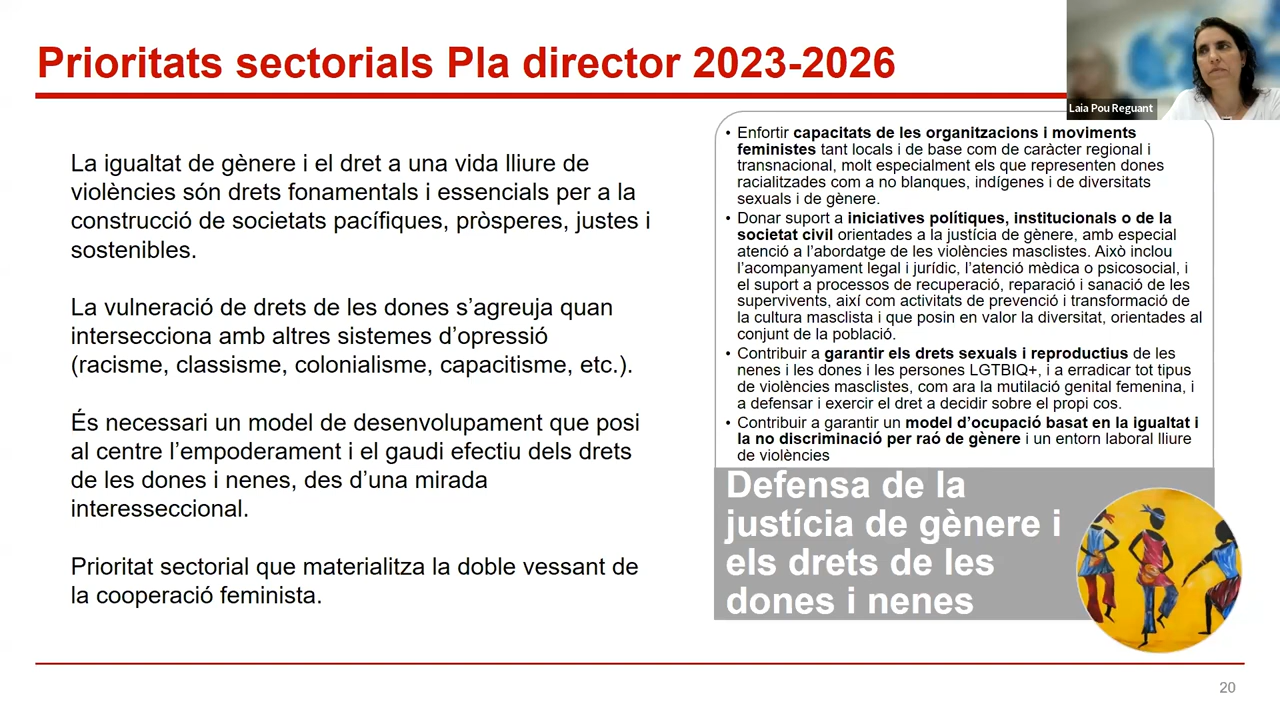 Prioritats sectorials Pla director 2023-2026
Laia Pou Reguant
La igualtat de gènere i el dret a una vida lliure de
violències són drets fonamentals i essencials per a la
construcció de societats pacífiques, pròsperes, justes i
sostenibles.
La vulneració de drets de les dones s’agreuja quan
intersecciona amb altres sistemes d’opressió
(racisme, classisme, colonialisme, capacitisme, etc.).
És necessari un model de desenvolupament que posi
al centre l’empoderament i el gaudi efectiu dels drets
de les dones i nenes, des d’una mirada
interesseccional.
Prioritat sectorial que materialitza la doble vessant de
la cooperació feminista.
• Enfortir capacitats de les organitzacions i moviments
feministes tant locals i de base com de caràcter regional i
transnacional, molt especialment els que representen dones
racialitzades com a no blanques, indígenes i de diversitats
sexuals i de gènere.
• Donar suport a iniciatives polítiques, institucionals o de la
societat civil orientades a la justícia de gènere, amb especial
atenció a l’abordatge de les violències masclistes. Això inclou
l’acompanyament legal i jurídic, l’atenció mèdica o psicosocial, i
el suport a processos de recuperació, reparació i sanació de les
supervivents, així com activitats de prevenció i transformació de
la cultura masclista i que posin en valor la diversitat, orientades al
conjunt de la població.
• Contribuir a garantir els drets sexuals i reproductius de les
nenes i les dones i les persones LGTBIQ+, i a erradicar tot tipus
de violències masclistes, com ara la mutilació genital femenina, i
a defensar i exercir el dret a decidir sobre el propi cos.
• Contribuir a garantir un model d’ocupació basat en la igualtat i
la no discriminació per raó de gènere i un entorn laboral lliure
de violències
Defensa de la
justícia de gènere i
els drets de les
dones i nenes
20